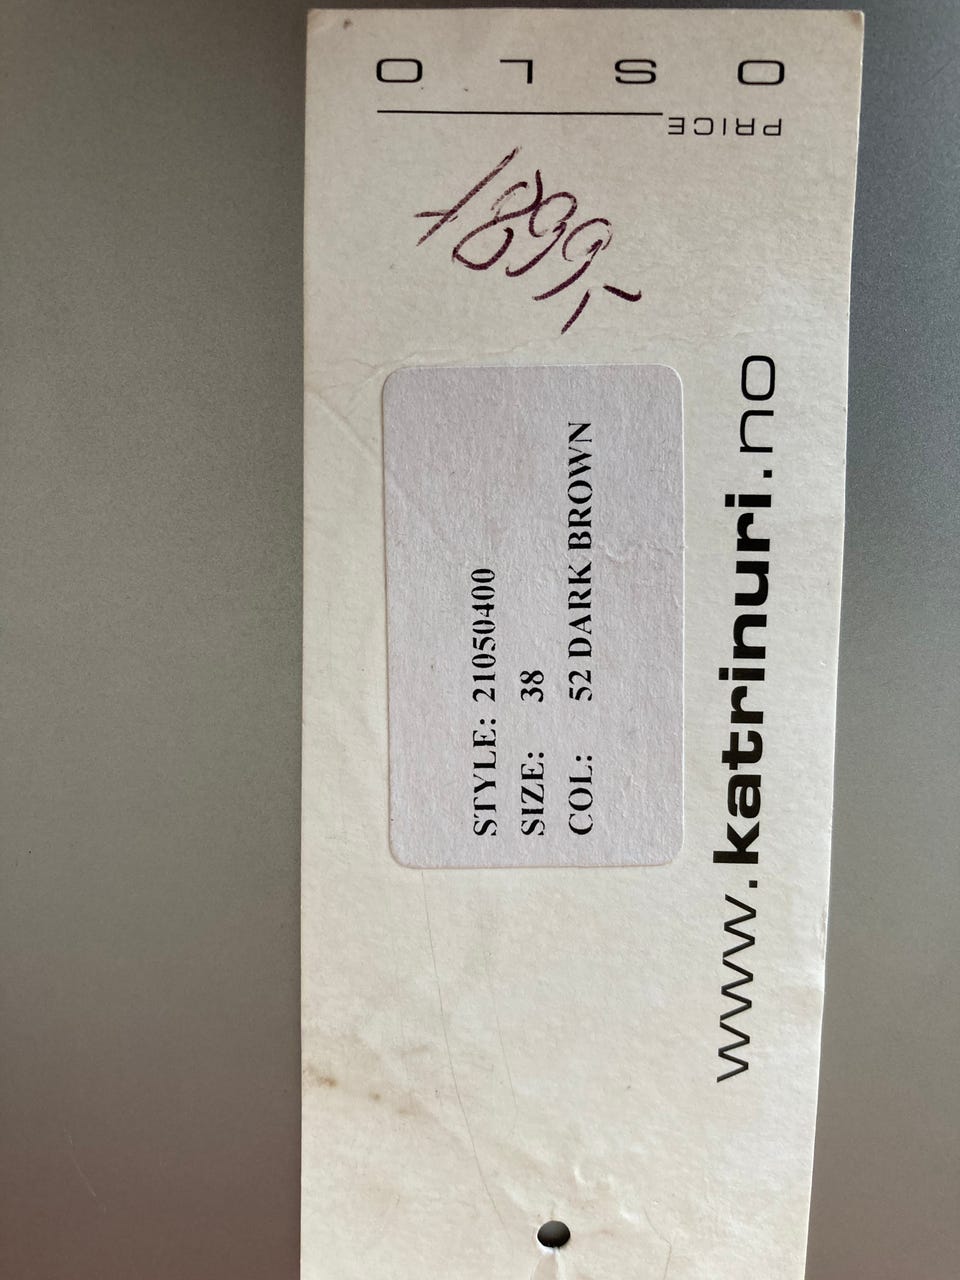 OSLO
PRICE
1899,-
STYLE: 21050400
SIZE: 38
COL: 52 DARK BROWN
www.katrinuri.no